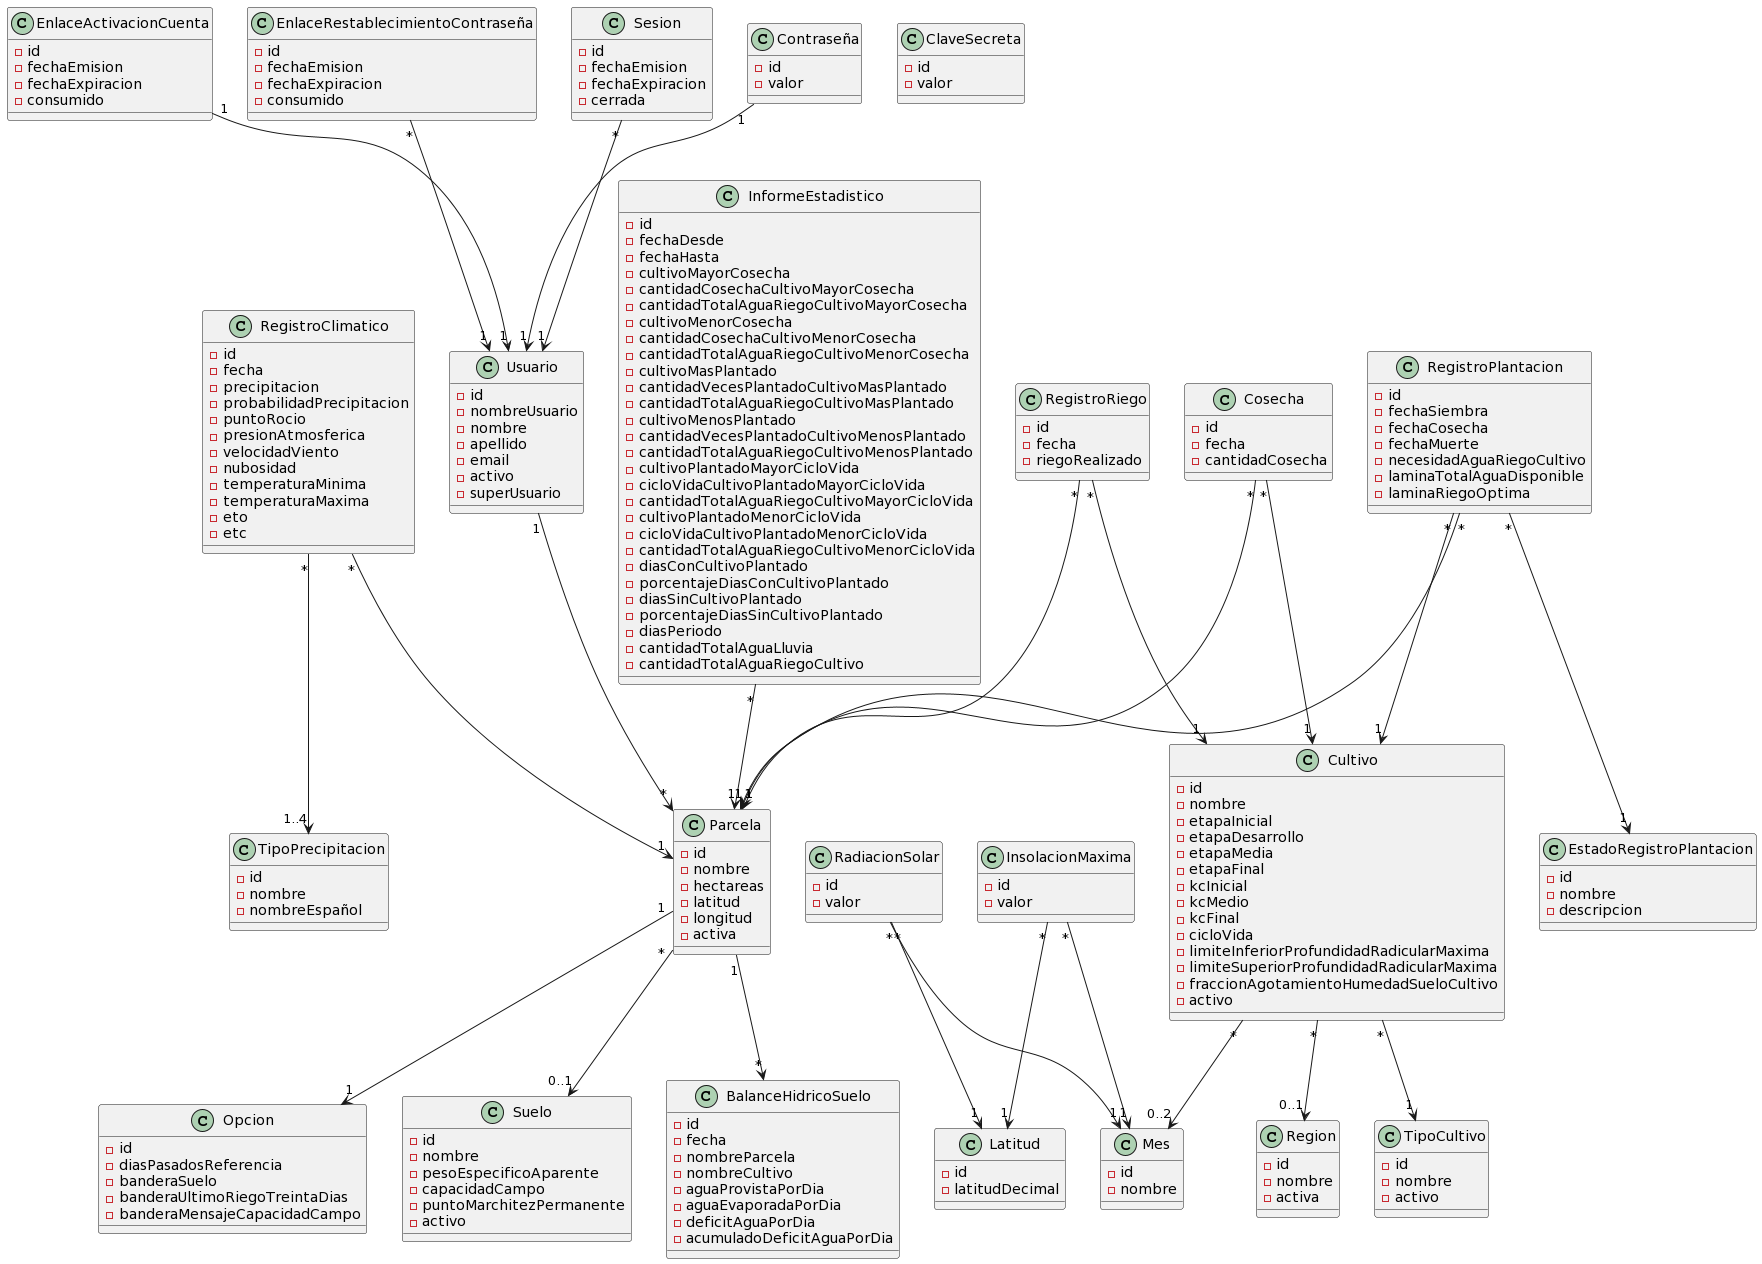 EnlaceActivacionCuenta
id
fechaEmision
fechaExpiracion
consumido
EnlaceRestablecimientoContraseña
id
fechaEmision
fechaExpiracion
consumido
Sesion
id
fechaEmision
fechaExpiracion
cerrada
Contraseña
id
valor
ClaveSecreta
id
valor
1
*
*
1
InformeEstadistico
id
fechaDesde
fechaHasta
cultivoMayorCosecha
cantidadCosechaCultivoMayorCosecha
cantidadTotalAguaRiegoCultivoMayorCosecha
cultivoMenorCosecha
cantidadCosechaCultivoMenorCosecha
cantidadTotalAguaRiegoCultivoMenorCosecha
cultivoMasPlantado
cantidadVecesPlantadoCultivoMasPlantado
cantidadTotalAguaRiegoCultivoMasPlantado
cultivoMenosPlantado
cantidadVecesPlantadoCultivoMenosPlantado
cantidadTotalAguaRiegoCultivoMenosPlantado
cultivoPlantadoMayorCicloVida
cicloVidaCultivoPlantadoMayorCicloVida
cantidadTotalAguaRiegoCultivoMayorCicloVida
cultivoPlantadoMenorCicloVida
cicloVidaCultivoPlantadoMenorCicloVida
cantidadTotalAguaRiegoCultivoMenorCicloVida
diasConCultivoPlantado
porcentajeDiasConCultivoPlantado
diasSinCultivoPlantado
porcentajeDiasSinCultivoPlantado
diasPeriodo
cantidadTotalAguaLluvia
cantidadTotalAguaRiegoCultivo
RegistroClimatico
id
fecha
precipitacion
probabilidadPrecipitacion
puntoRocio
presionAtmosferica
velocidadViento
nubosidad
temperaturaMinima
temperaturaMaxima
eto
etc
1
1
1
1
Usuario
id
nombreUsuario
nombre
apellido
email
activo
superUsuario
RegistroRiego
id
fecha
riegoRealizado
Cosecha
id
fecha
cantidadCosecha
RegistroPlantacion
id
fechaSiembra
fechaCosecha
fechaMuerte
necesidadAguaRiegoCultivo
laminaTotalAguaDisponible
laminaRiegoOptima
*
*
1
*
*
*
*
*
*
*
*
1
1
1
Cultivo
id
nombre
etapaInicial
etapaDesarrollo
etapaMedia
etapaFinal
kcInicial
kcMedio
kcFinal
cicloVida
limiteInferiorProfundidadRadicularMaxima
limiteSuperiorProfundidadRadicularMaxima
fraccionAgotamientoHumedadSueloCultivo
activo
1..4
TipoPrecipitacion
id
nombre
nombreEspañol
*
1
1
1
1
1
Parcela
id
nombre
hectareas
latitud
longitud
activa
RadiacionSolar
id
valor
InsolacionMaxima
id
valor
1
EstadoRegistroPlantacion
id
nombre
descripcion
1
*
1
*
*
*
*
*
*
*
1
0..1
*
1
1
1
1
0..2
0..1
1
Opcion
id
diasPasadosReferencia
banderaSuelo
banderaUltimoRiegoTreintaDias
banderaMensajeCapacidadCampo
Suelo
id
nombre
pesoEspecificoAparente
capacidadCampo
puntoMarchitezPermanente
activo
BalanceHidricoSuelo
id
fecha
nombreParcela
nombreCultivo
aguaProvistaPorDia
aguaEvaporadaPorDia
deficitAguaPorDia
acumuladoDeficitAguaPorDia
Latitud
id
latitudDecimal
Mes
id
nombre
Region
id
nombre
activa
TipoCultivo
id
nombre
activo